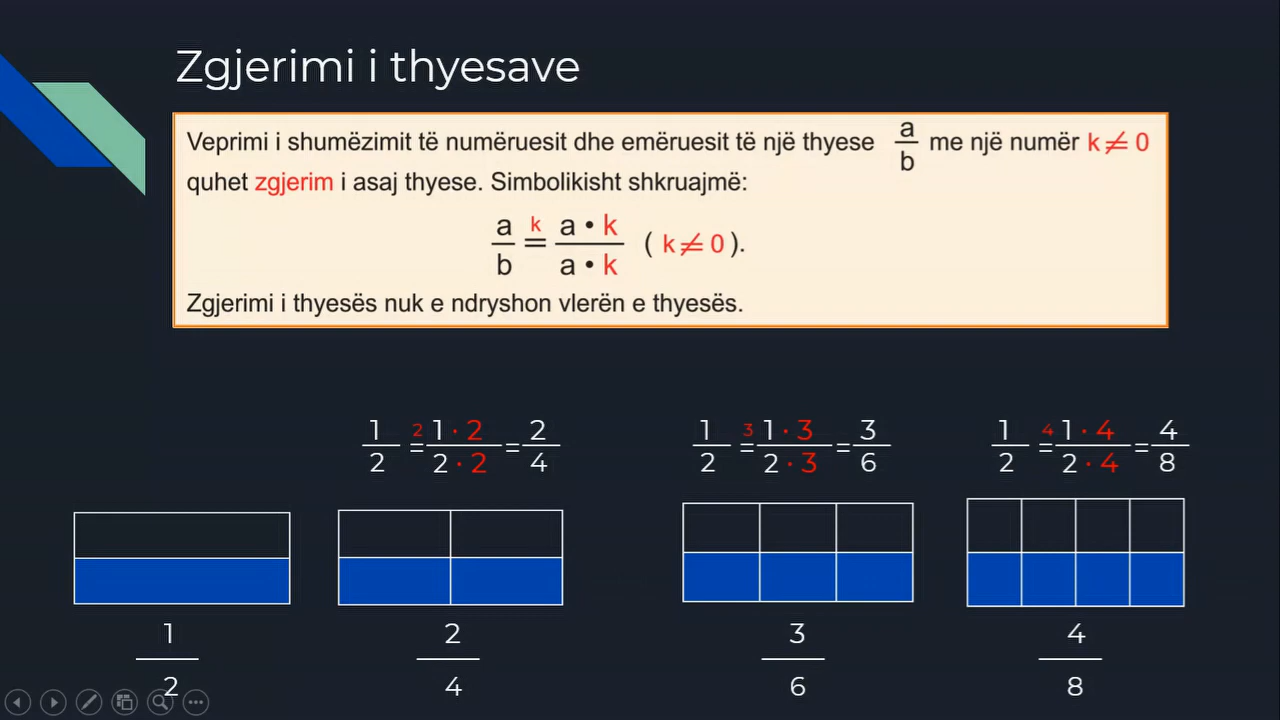 Zgjerimi i thyesave
Veprimi i shumëzimit të numëruesit dhe emëruesit të një thyese a/b me një numër k ≠ 0
quhet zgjerim i asaj thyese. Simbolikisht shkruajmë:
a/b =^k (a • k)/(a • k) ( k ≠ 0 ).
Zgjerimi i thyesës nuk e ndryshon vlerën e thyesës.
1/2 =^2 (1 · 2)/(2 · 2) = 2/4
1/2 =^3 (1 · 3)/(2 · 3) = 3/6
1/2 =^4 (1 · 4)/(2 · 4) = 4/8
1/2
2/4
3/6
4/8